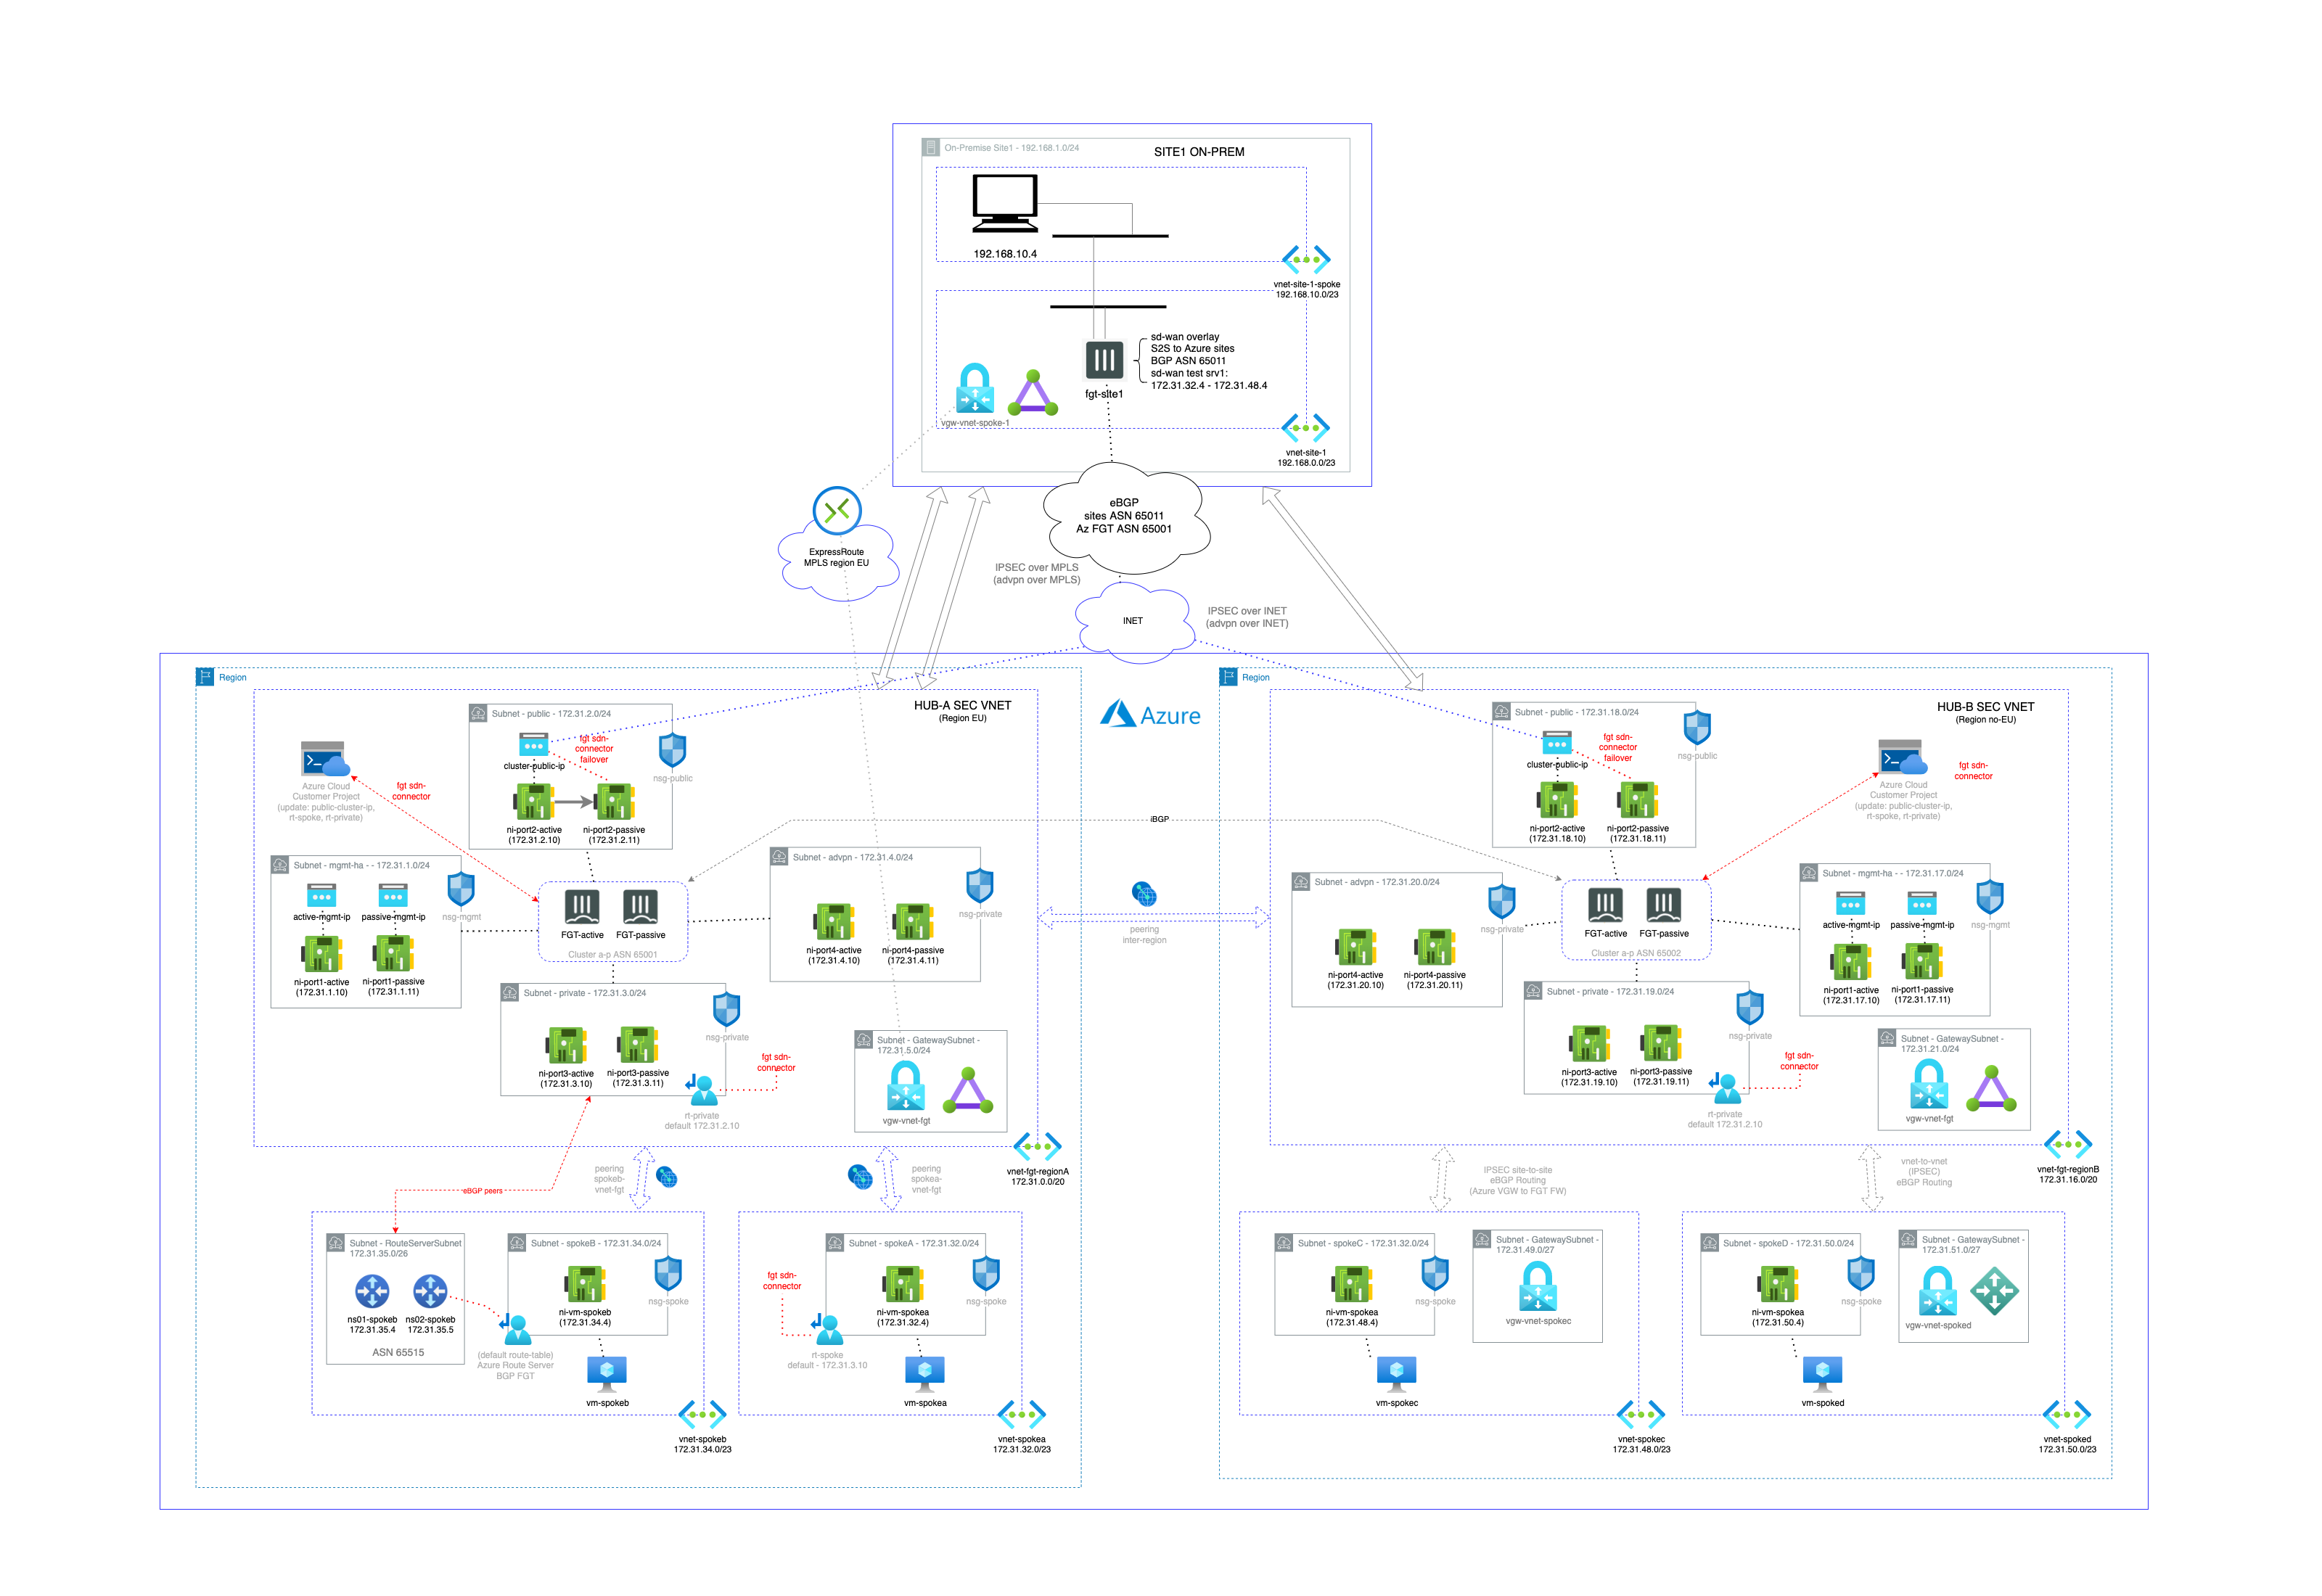 On-Premise Site1 - 192.168.1.0/24
SITE1 ON-PREM
192.168.10.4
vnet-site-1-spoke
192.168.10.0/23
sd-wan overlay
S2S to Azure sites
BGP ASN 65011
sd-wan test srv1:
172.31.32.4 - 172.31.48.4
fgt-site1
vgw-vnet-spoke-1
vnet-site-1
192.168.0.0/23
eBGP
sites ASN 65011
Az FGT ASN 65001
ExpressRoute
MPLS region EU
IPSEC over MPLS
(advpn over MPLS)
INET
IPSEC over INET
(advpn over INET)
Azure
Region
HUB-A SEC VNET
(Region EU)
Subnet - public - 172.31.2.0/24
cluster-public-ip
fgt sdn-
connector
failover
nsg-public
ni-port2-active
(172.31.2.10)
ni-port2-passive
(172.31.2.11)
Azure Cloud
Customer Project
(update: public-cluster-ip,
rt-spoke, rt-private)
fgt sdn-
connector
Subnet - mgmt-ha - - 172.31.1.0/24
active-mgmt-ip
passive-mgmt-ip
nsg-mgmt
ni-port1-active
(172.31.1.10)
ni-port1-passive
(172.31.1.11)
FGT-active
FGT-passive
Cluster a-p ASN 65001
Subnet - advpn - 172.31.4.0/24
nsg-private
ni-port4-active
(172.31.4.10)
ni-port4-passive
(172.31.4.11)
Subnet - private - 172.31.3.0/24
nsg-private
ni-port3-active
(172.31.3.10)
ni-port3-passive
(172.31.3.11)
fgt sdn-
connector
rt-private
default 172.31.2.10
Subnet - GatewaySubnet -
172.31.5.0/24
vgw-vnet-fgt
vnet-fgt-regionA
172.31.0.0/20
iBGP
peering
inter-region
peering
spokeb-
vnet-fgt
peering
spokea-
vnet-fgt
eBGP peers
Subnet - RouteServerSubnet
172.31.35.0/26
ns01-spokeb
172.31.35.4
ns02-spokeb
172.31.35.5
ASN 65515
Subnet - spokeB - 172.31.34.0/24
nsg-spoke
ni-vm-spokeb
(172.31.34.4)
(default route-table)
Azure Route Server
BGP FGT
vm-spokeb
vnet-spokeb
172.31.34.0/23
Subnet - spokeA - 172.31.32.0/24
nsg-spoke
ni-vm-spokea
(172.31.32.4)
fgt sdn-
connector
rt-spoke
default - 172.31.3.10
vm-spokea
vnet-spokea
172.31.32.0/23
Region
HUB-B SEC VNET
(Region no-EU)
Subnet - public - 172.31.18.0/24
cluster-public-ip
fgt sdn-
connector
failover
nsg-public
ni-port2-active
(172.31.18.10)
ni-port2-passive
(172.31.18.11)
Azure Cloud
Customer Project
(update: public-cluster-ip,
rt-spoke, rt-private)
fgt sdn-
connector
Subnet - advpn - 172.31.20.0/24
nsg-private
ni-port4-active
(172.31.20.10)
ni-port4-passive
(172.31.20.11)
FGT-active
FGT-passive
Cluster a-p ASN 65002
Subnet - mgmt-ha - - 172.31.17.0/24
active-mgmt-ip
passive-mgmt-ip
nsg-mgmt
ni-port1-active
(172.31.17.10)
ni-port1-passive
(172.31.17.11)
Subnet - private - 172.31.19.0/24
nsg-private
ni-port3-active
(172.31.19.10)
ni-port3-passive
(172.31.19.11)
fgt sdn-
connector
rt-private
default 172.31.2.10
Subnet - GatewaySubnet -
172.31.21.0/24
vgw-vnet-fgt
vnet-fgt-regionB
172.31.16.0/20
IPSEC site-to-site
eBGP Routing
(Azure VGW to FGT FW)
vnet-to-vnet
(IPSEC)
eBGP Routing
Subnet - spokeC - 172.31.32.0/24
nsg-spoke
ni-vm-spokea
(172.31.48.4)
vm-spokec
Subnet - GatewaySubnet -
172.31.49.0/27
vgw-vnet-spokec
vnet-spokec
172.31.48.0/23
Subnet - spokeD - 172.31.50.0/24
nsg-spoke
ni-vm-spokea
(172.31.50.4)
vm-spoked
Subnet - GatewaySubnet -
172.31.51.0/27
vgw-vnet-spoked
vnet-spoked
172.31.50.0/23